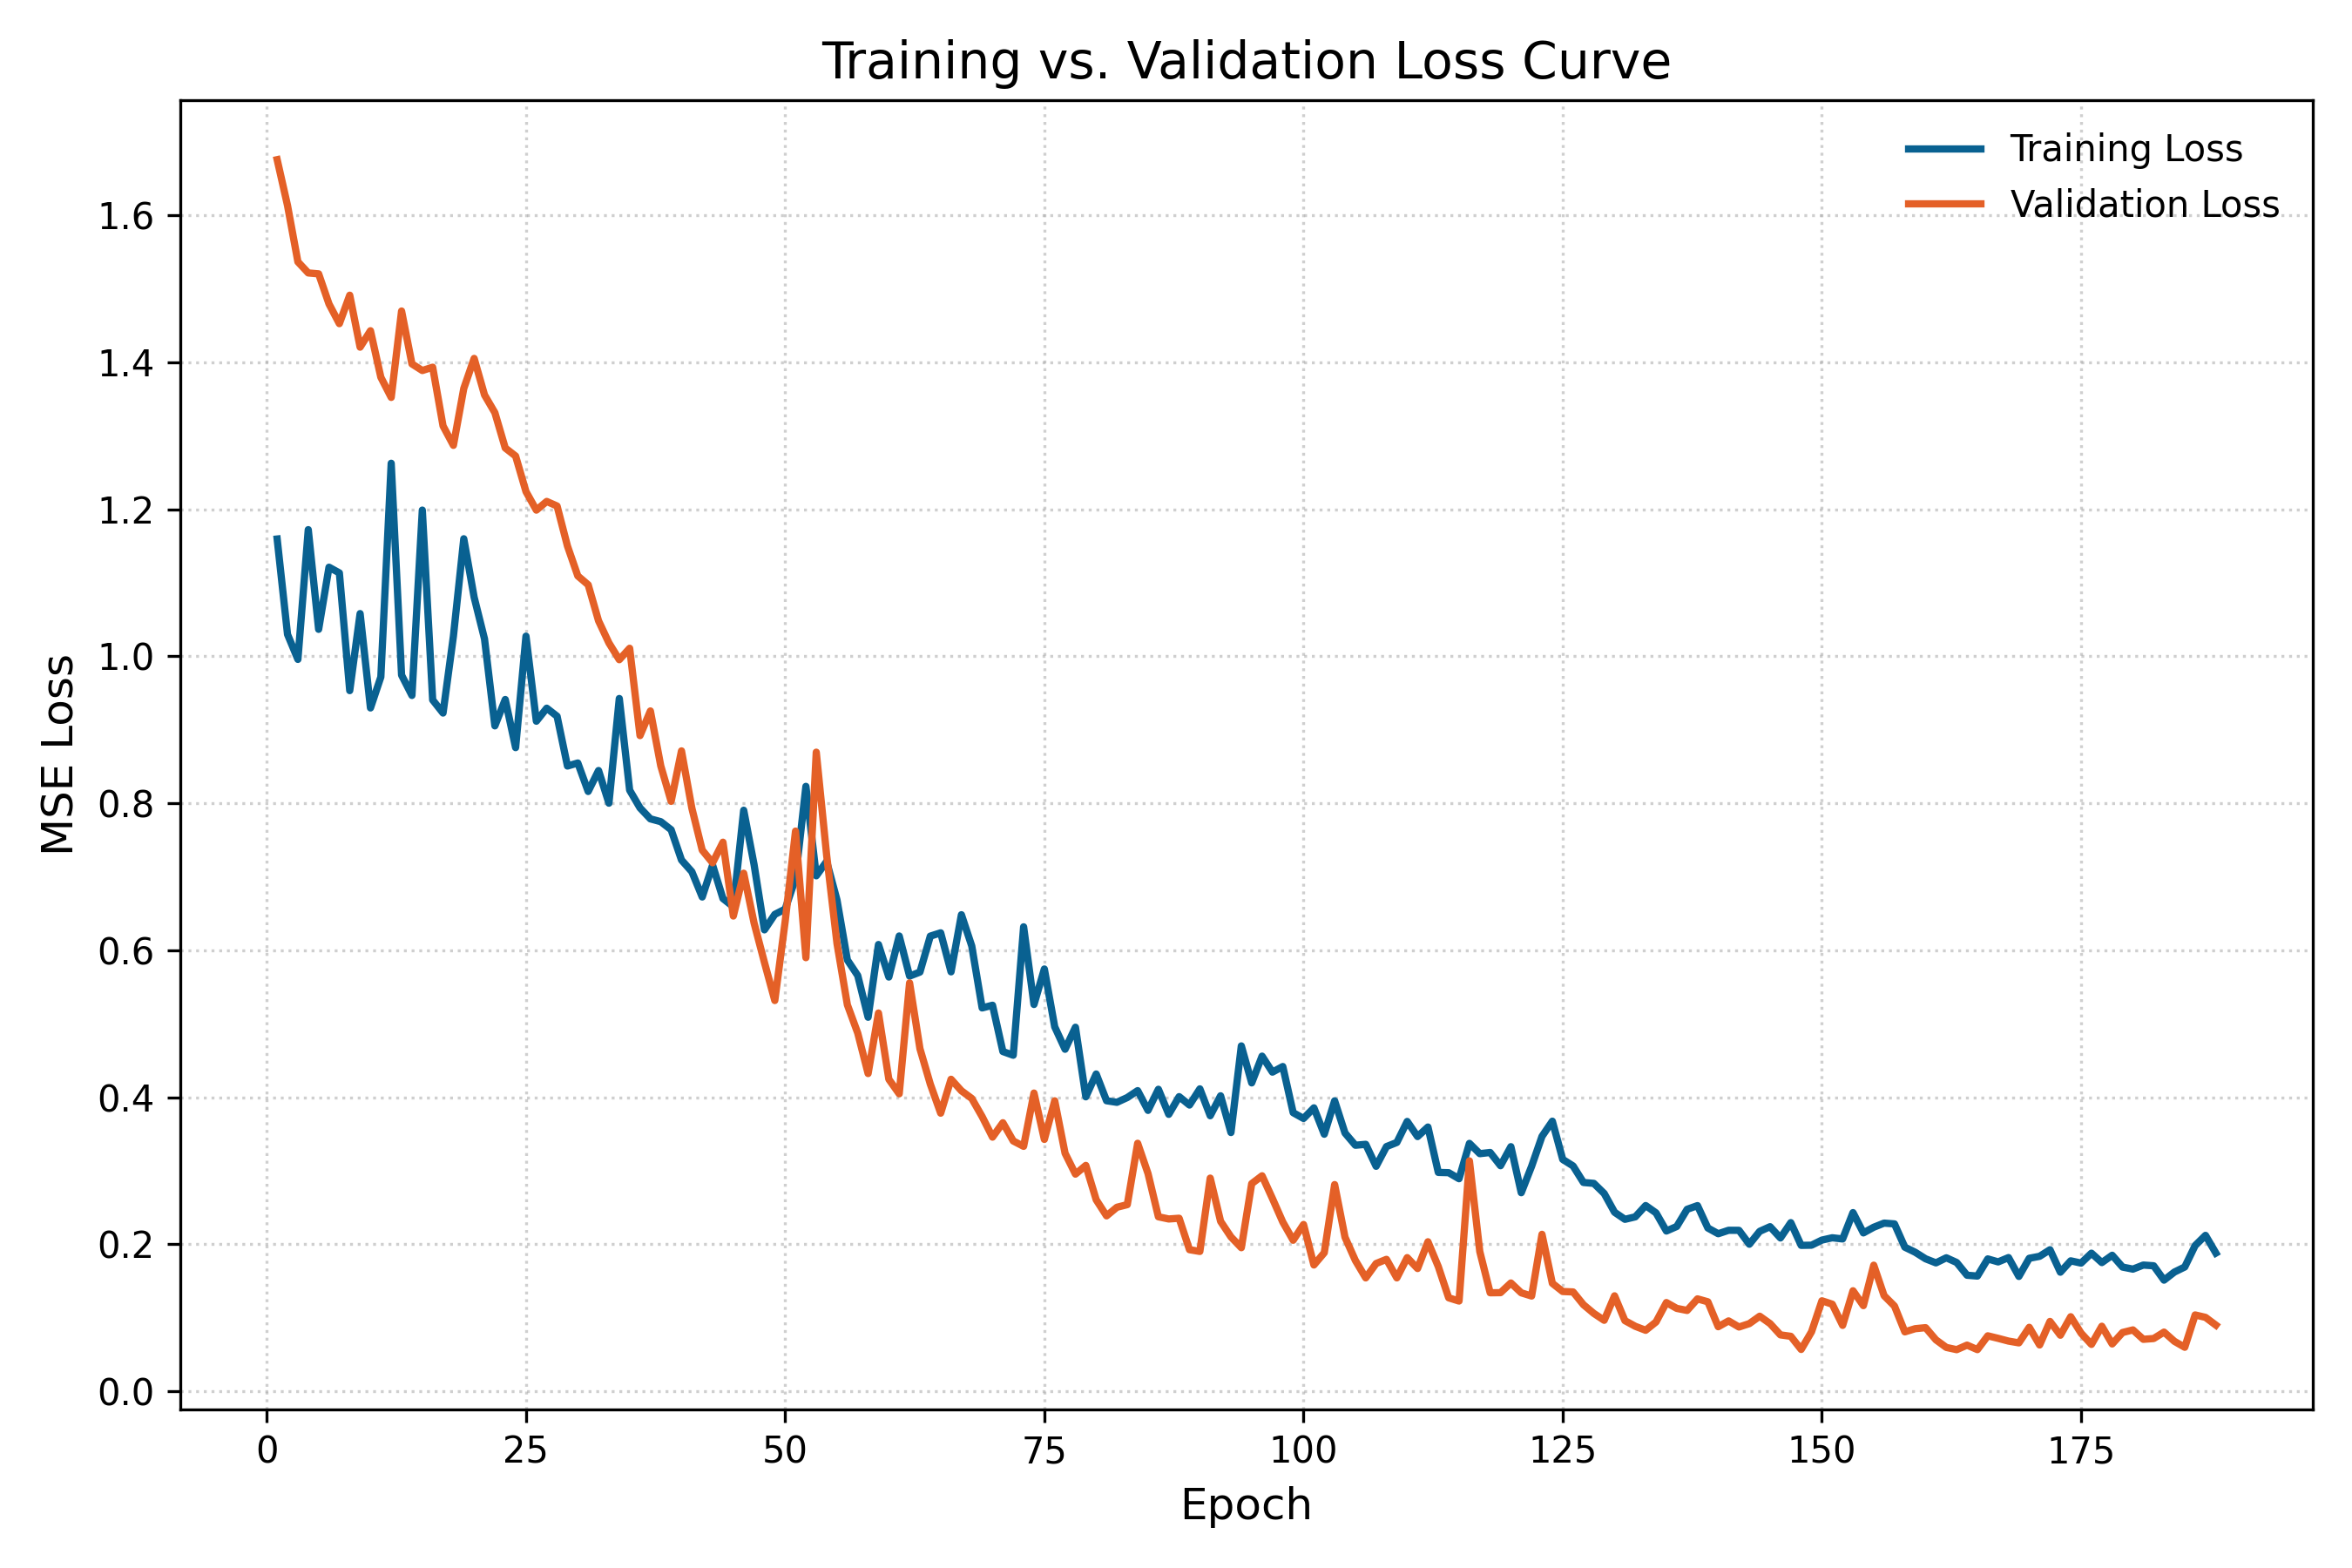 Training vs. Validation Loss Curve
Training Loss
Validation Loss
MSE Loss
1.6
1.4
1.2
1.0
0.8
0.6
0.4
0.2
0.0
0 25 50 75 100 125 150 175
Epoch